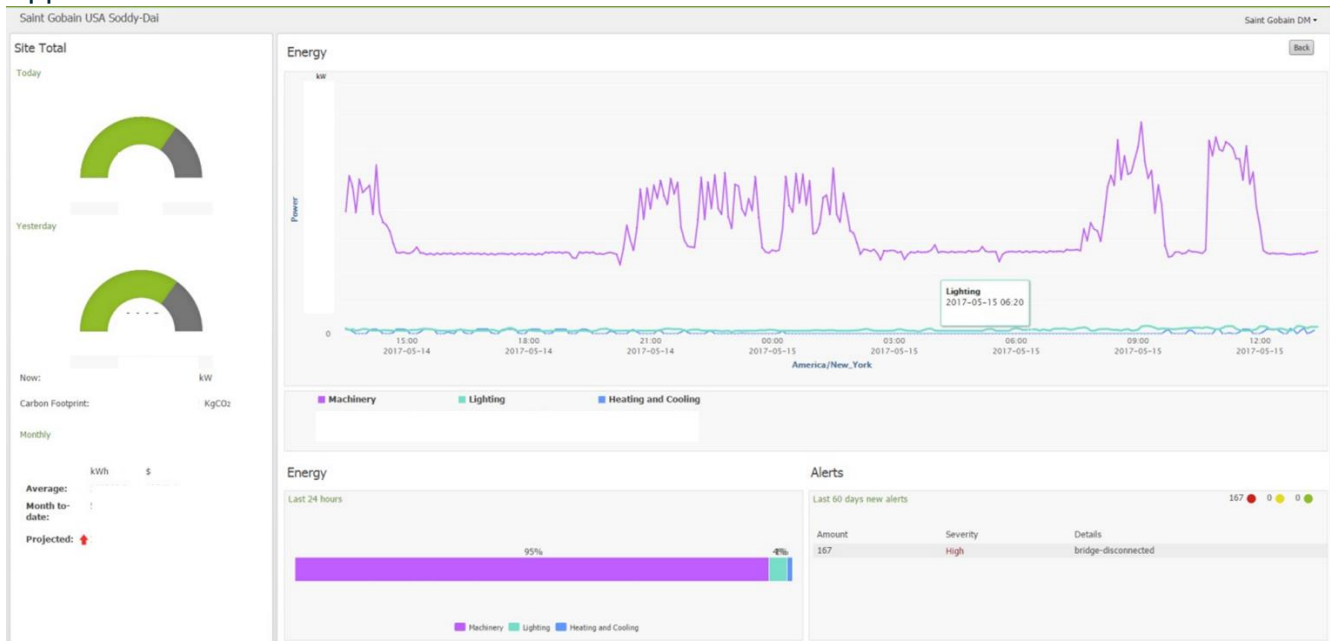 Saint Gobain USA Soddy-Dai
Saint Gobain DM
Site Total
Today
Yesterday
Now: kW
Carbon Footprint: KgCO2
Monthly
kWh $
Average:
Month to-
date:
Projected:
Energy
Back
kW
Power
0
Lighting
2017-05-15 06:20
15:00 18:00 21:00 00:00 03:00 06:00 09:00 12:00
2017-05-14 2017-05-14 2017-05-14 2017-05-15 2017-05-15 2017-05-15 2017-05-15 2017-05-15
America/New_York
Machinery Lighting Heating and Cooling
Energy
Last 24 hours
95%
Machinery Lighting Heating and Cooling
Alerts
Last 60 days new alerts 167 0 0
Amount Severity Details
167 High bridge-disconnected